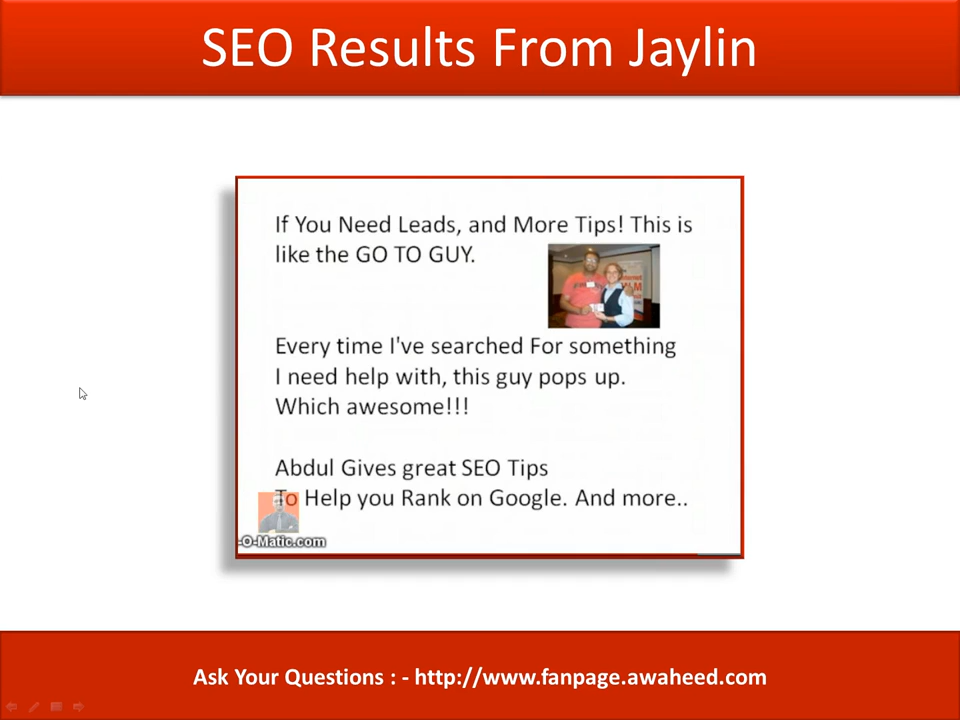 SEO Results From Jaylin
If You Need Leads, and More Tips! This is
like the GO TO GUY.
Every time I've searched For something
I need help with, this guy pops up.
Which awesome!!!
Abdul Gives great SEO Tips
To Help you Rank on Google. And more..
-O-Matic.com
Ask Your Questions : - http://www.fanpage.awaheed.com